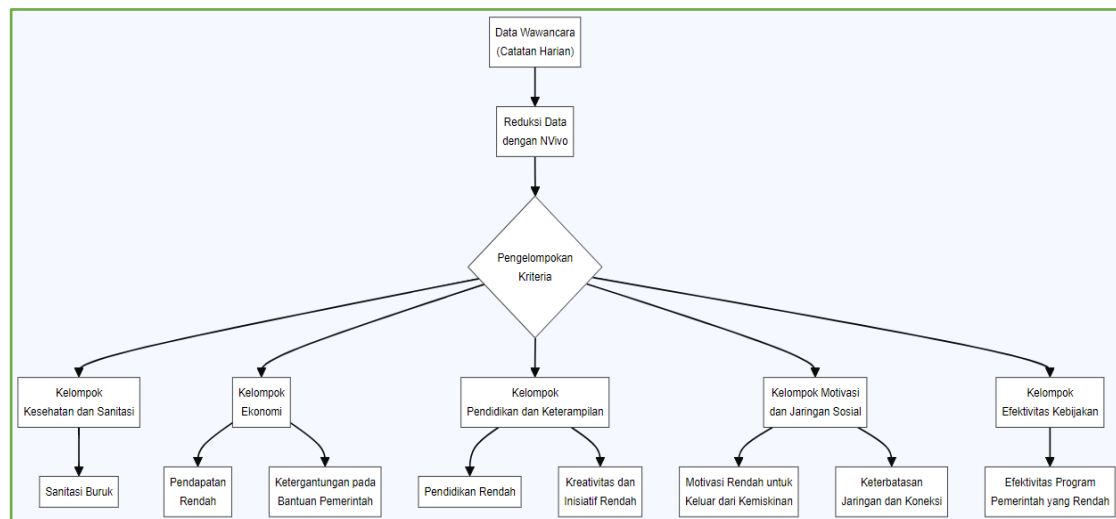 Data Wawancara
(Catatan Harian)
Reduksi Data
dengan NVivo
Pengelompokan
Kriteria
Kelompok
Kesehatan dan Sanitasi
Kelompok
Ekonomi
Kelompok
Pendidikan dan Keterampilan
Kelompok Motivasi
dan Jaringan Sosial
Kelompok
Efektivitas Kebijakan
Sanitasi Buruk
Pendapatan
Rendah
Ketergantungan pada
Bantuan Pemerintah
Pendidikan Rendah
Kreativitas dan
Inisiatif Rendah
Motivasi Rendah untuk
Keluar dari Kemiskinan
Keterbatasan
Jaringan dan Koneksi
Efektivitas Program
Pemerintah yang Rendah